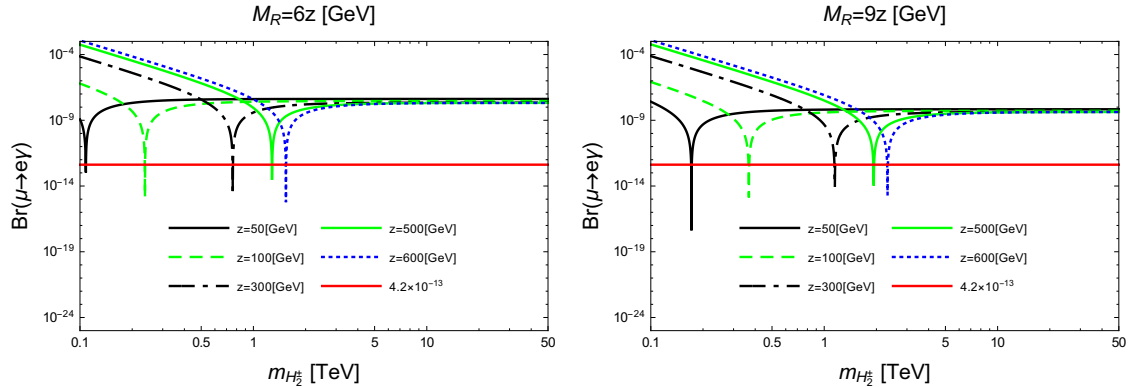 M_R=6z [GeV]
Br(μ→eγ)
10⁻⁴
10⁻⁹
10⁻¹⁴
10⁻¹⁹
10⁻²⁴
z=50[GeV]
z=500[GeV]
z=100[GeV]
z=600[GeV]
z=300[GeV]
4.2×10⁻¹³
0.1 0.5 1 5 10 50
m_{H₂^±} [TeV]
M_R=9z [GeV]
Br(μ→eγ)
10⁻⁴
10⁻⁹
10⁻¹⁴
10⁻¹⁹
10⁻²⁴
z=50[GeV]
z=500[GeV]
z=100[GeV]
z=600[GeV]
z=300[GeV]
4.2×10⁻¹³
0.1 0.5 1 5 10 50
m_{H₂^±} [TeV]